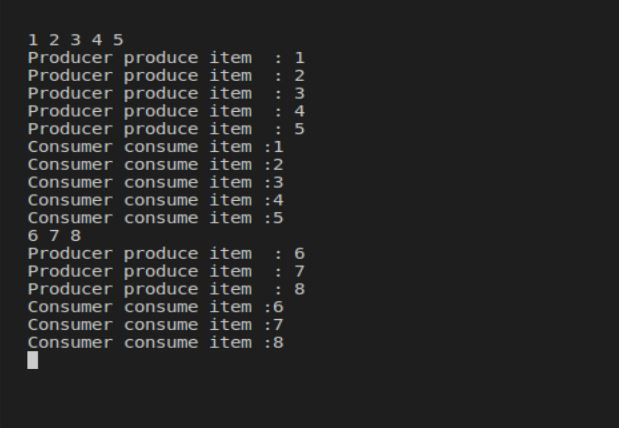 1 2 3 4 5
Producer produce item  : 1
Producer produce item  : 2
Producer produce item  : 3
Producer produce item  : 4
Producer produce item  : 5
Consumer consume item :1
Consumer consume item :2
Consumer consume item :3
Consumer consume item :4
Consumer consume item :5
6 7 8
Producer produce item  : 6
Producer produce item  : 7
Producer produce item  : 8
Consumer consume item :6
Consumer consume item :7
Consumer consume item :8